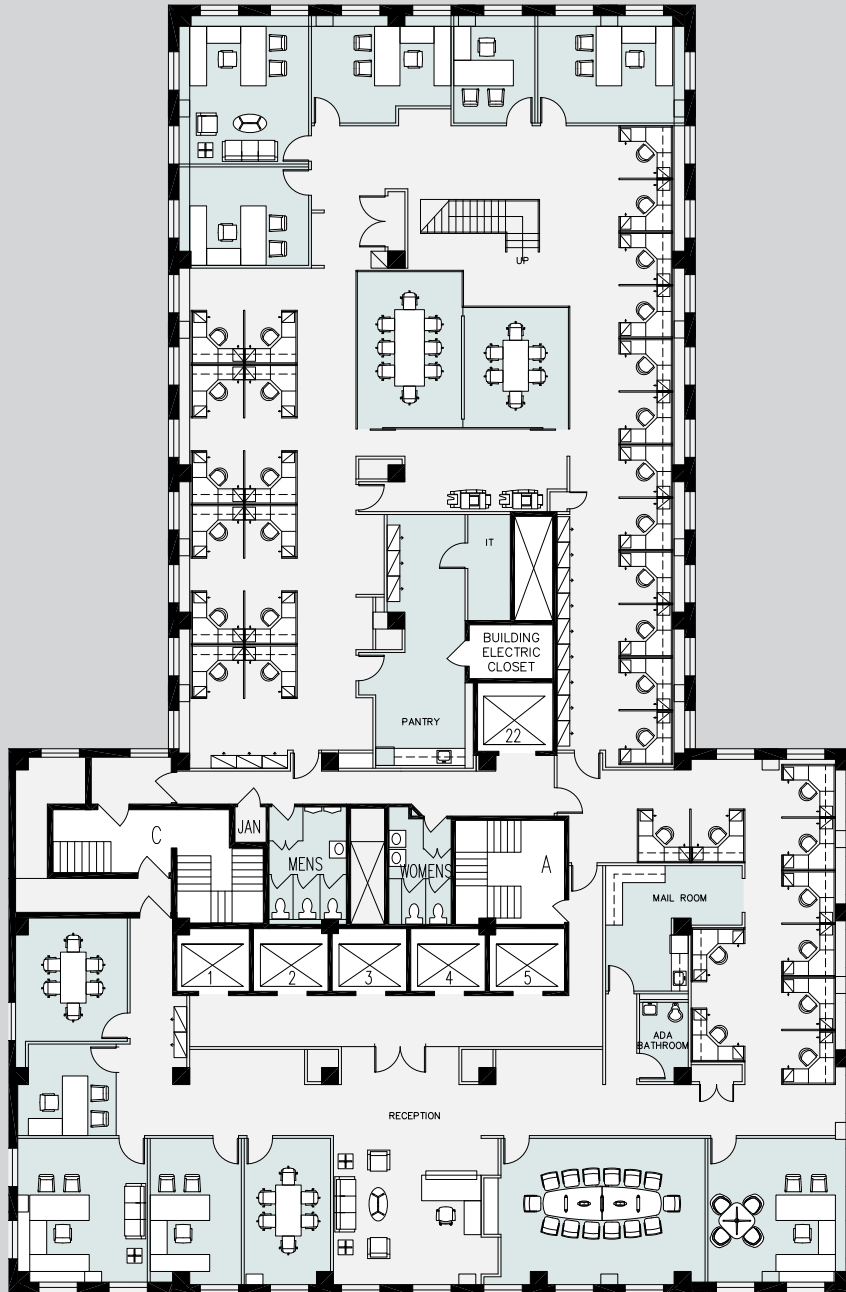 UP
IT
BUILDING
ELECTRIC
CLOSET
PANTRY
22
JAN
C
MENS
WOMENS
A
MAIL ROOM
1
2
3
4
5
ADA
BATHROOM
RECEPTION